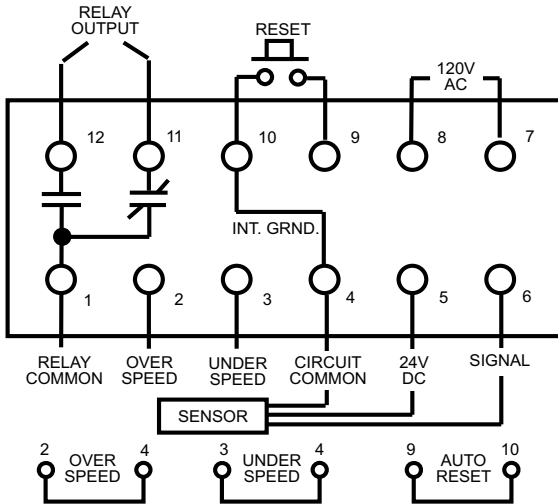 RELAY
OUTPUT
RESET
120V
AC
12
11
10
9
8
7
INT. GRND.
1
2
3
4
5
6
RELAY
COMMON
OVER
SPEED
UNDER
SPEED
CIRCUIT
COMMON
24V
DC
SIGNAL
SENSOR
2
OVER
SPEED
4
3
UNDER
SPEED
4
9
AUTO
RESET
10